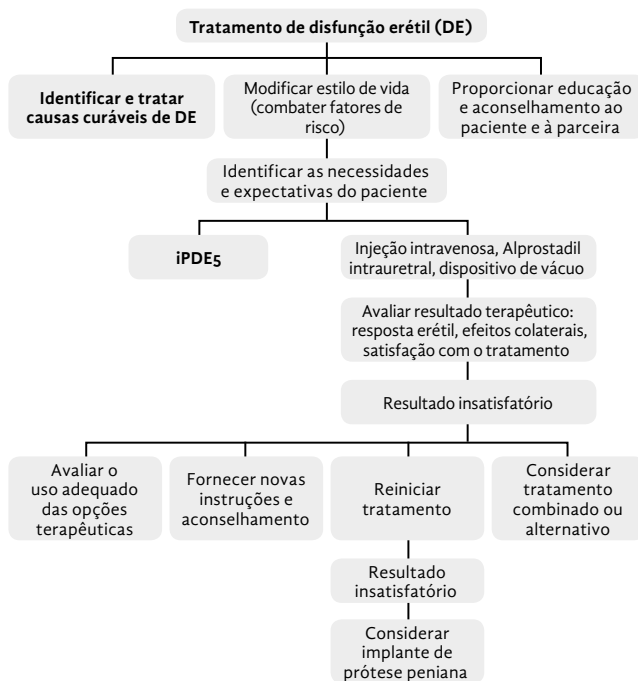 Tratamento de disfunção erétil (DE)
Identificar e tratar
causas curáveis de DE
Modificar estilo de vida
(combater fatores de
risco)
Proporcionar educação
e aconselhamento ao
paciente e à parceira
Identificar as necessidades
e expectativas do paciente
iPDE5
Injeção intravenosa, Alprostadil
intrauretral, dispositivo de vácuo
Avaliar resultado terapêutico:
resposta erétil, efeitos colaterais,
satisfação com o tratamento
Resultado insatisfatório
Avaliar o
uso adequado
das opções
terapêuticas
Fornecer novas
instruções e
aconselhamento
Reiniciar
tratamento
Considerar
tratamento
combinado ou
alternativo
Resultado
insatisfatório
Considerar
implante de
prótese peniana